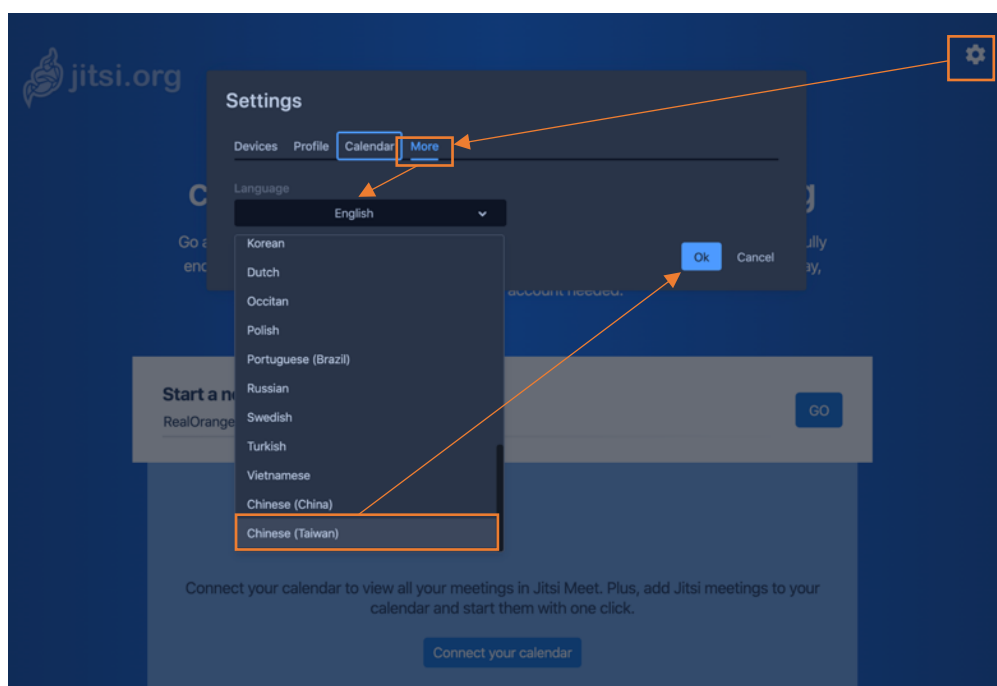 jitsi.org
Settings
Devices Profile Calendar More
Language
English
Korean
Dutch
Occitan
Polish
Portuguese (Brazil)
Russian
Swedish
Turkish
Vietnamese
Chinese (China)
Chinese (Taiwan)
Ok Cancel
Go
account needed.
Start a
RealOrange
GO
Connect your calendar to view all your meetings in Jitsi Meet. Plus, add Jitsi meetings to your
calendar and start them with one click.
Connect your calendar